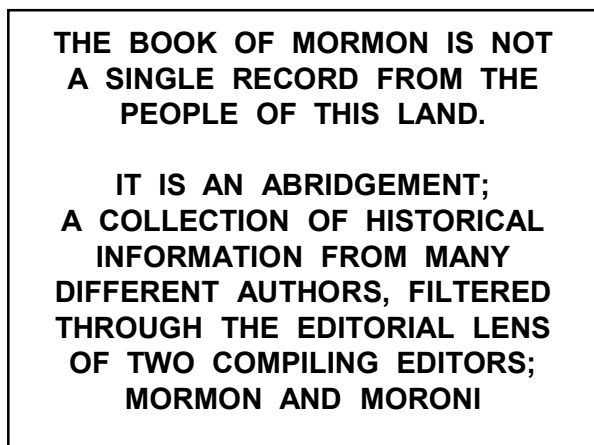 THE BOOK OF MORMON IS NOT
A SINGLE RECORD FROM THE
PEOPLE OF THIS LAND.
IT IS AN ABRIDGEMENT;
A COLLECTION OF HISTORICAL
INFORMATION FROM MANY
DIFFERENT AUTHORS, FILTERED
THROUGH THE EDITORIAL LENS
OF TWO COMPILING EDITORS;
MORMON AND MORONI